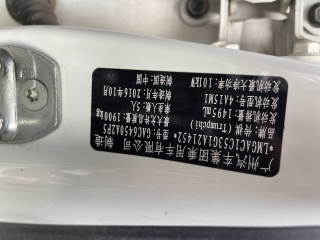 广州汽车集团乘用车有限公司 制造
*LMGAC1C53G1A21452*
品牌:传祺(Trumpchi) 整车型号:GAC6450A2F5
发动机型号:4A15M1 最大允许总质量:1900kg
发动机排量:1495mL 乘坐人数:5人
发动机最大净功率:101kW 制造年月:2016年10月
制造国:中国